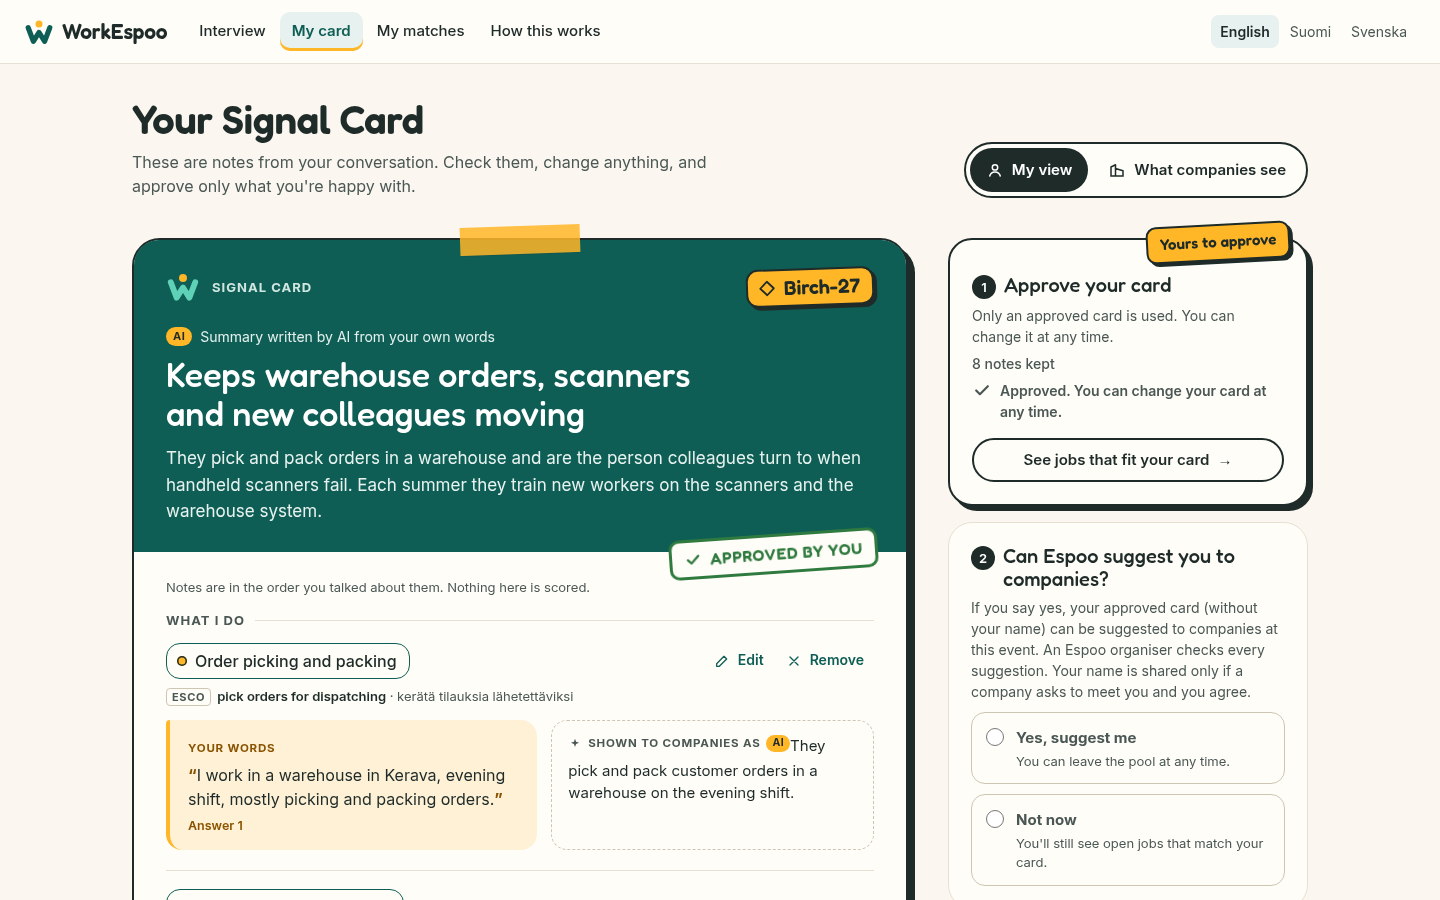 WorkEspoo
Interview
My card
My matches
How this works
English
Suomi
Svenska
Your Signal Card
These are notes from your conversation. Check them, change anything, and
approve only what you're happy with.
My view
What companies see
SIGNAL CARD
Birch-27
AI Summary written by AI from your own words
Keeps warehouse orders, scanners
and new colleagues moving
They pick and pack orders in a warehouse and are the person colleagues turn to when
handheld scanners fail. Each summer they train new workers on the scanners and the
warehouse system.
APPROVED BY YOU
Notes are in the order you talked about them. Nothing here is scored.
WHAT I DO
Order picking and packing
Edit
Remove
ESCO pick orders for dispatching · kerätä tilauksia lähetettäviksi
YOUR WORDS
“I work in a warehouse in Kerava, evening
shift, mostly picking and packing orders.”
Answer 1
SHOWN TO COMPANIES AS AI They
pick and pack customer orders in a
warehouse on the evening shift.
Yours to approve
1 Approve your card
Only an approved card is used. You can
change it at any time.
8 notes kept
Approved. You can change your card at
any time.
See jobs that fit your card →
2 Can Espoo suggest you to
companies?
If you say yes, your approved card (without
your name) can be suggested to companies at
this event. An Espoo organiser checks every
suggestion. Your name is shared only if a
company asks to meet you and you agree.
Yes, suggest me
You can leave the pool at any time.
Not now
You'll still see open jobs that match your
card.